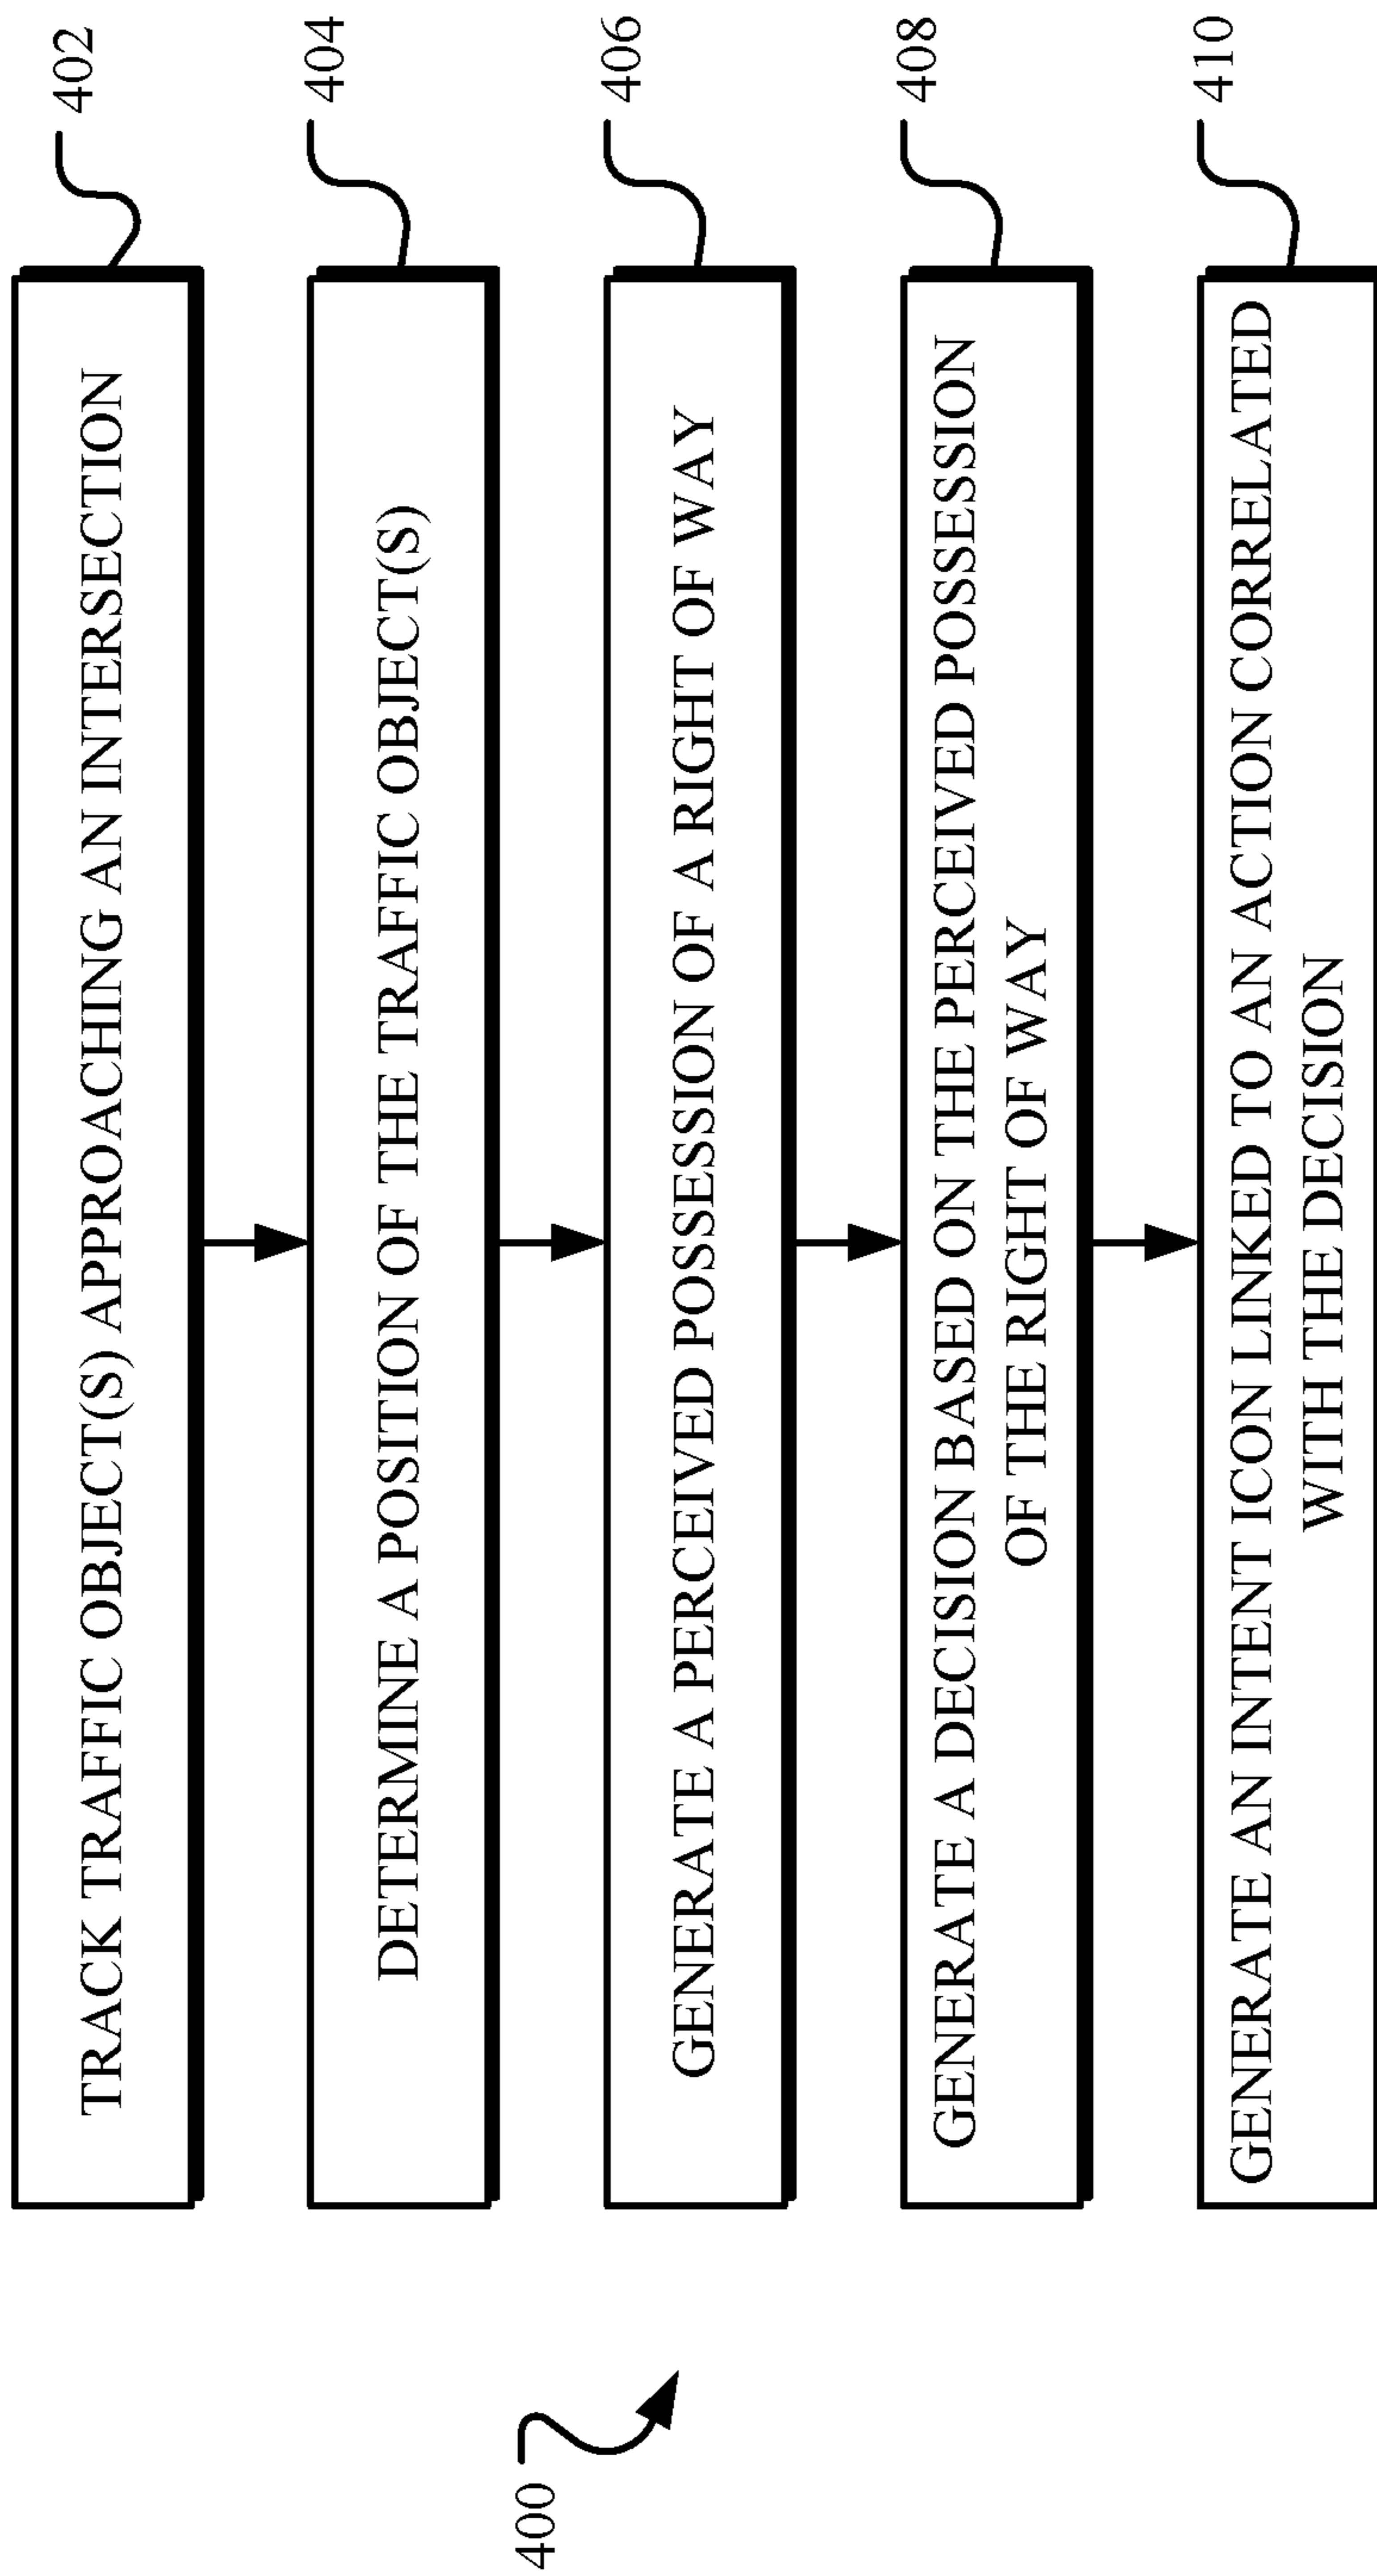 400
TRACK TRAFFIC OBJECT(S) APPROACHING AN INTERSECTION
402
DETERMINE A POSITION OF THE TRAFFIC OBJECT(S)
404
GENERATE A PERCEIVED POSSESSION OF A RIGHT OF WAY
406
GENERATE A DECISION BASED ON THE PERCEIVED POSSESSION
OF THE RIGHT OF WAY
408
GENERATE AN INTENT ICON LINKED TO AN ACTION CORRELATED
WITH THE DECISION
410